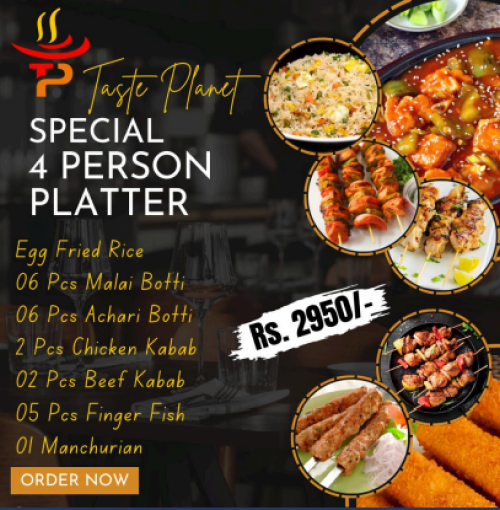 TP
Taste Planet
SPECIAL
4 PERSON
PLATTER
Egg Fried Rice
06 Pcs Malai Botti
06 Pcs Achari Botti
2 Pcs Chicken Kabab
02 Pcs Beef Kabab
05 Pcs Finger Fish
01 Manchurian
Rs. 2950/-
ORDER NOW